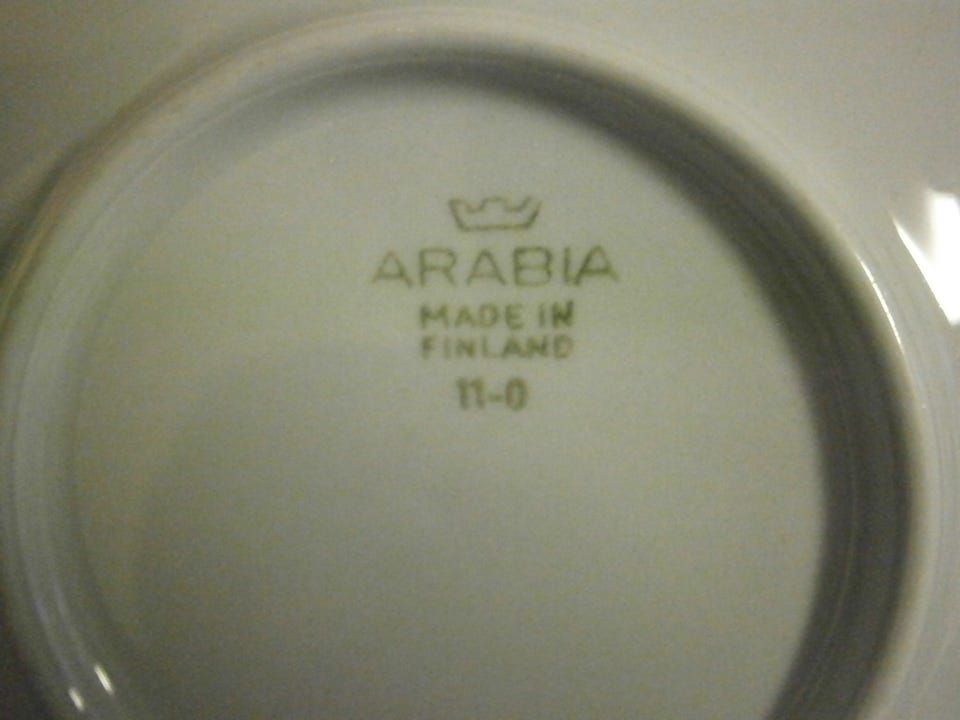 ARABIA
MADE IN
FINLAND
11-0